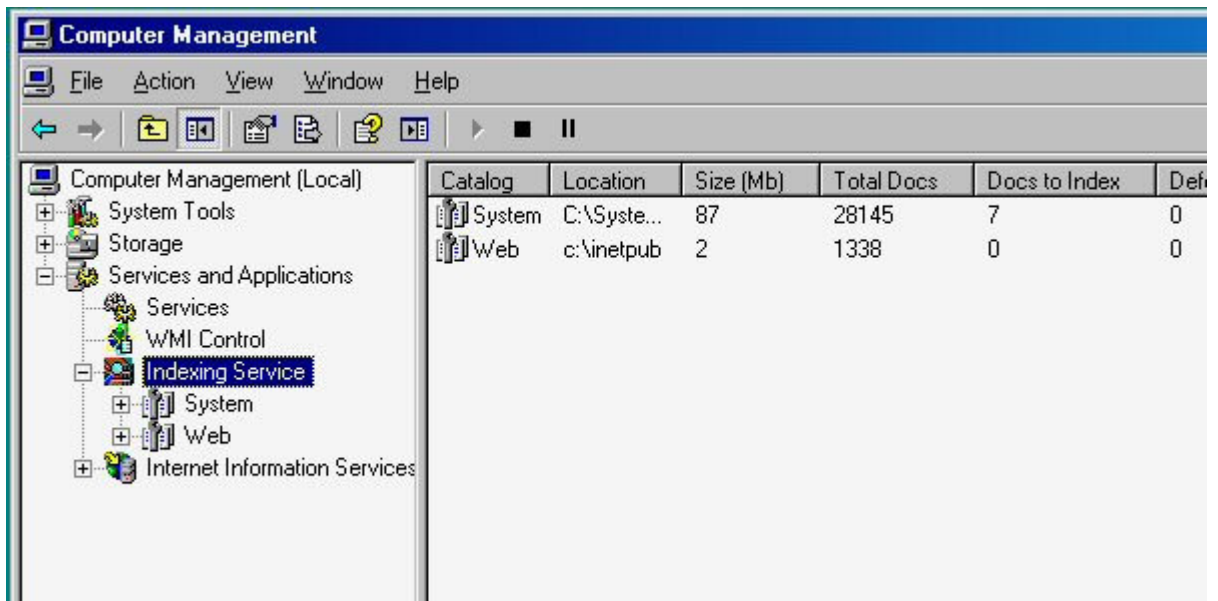 Computer Management
File Action View Window Help
Computer Management (Local)
System Tools
Storage
Services and Applications
Services
WMI Control
Indexing Service
System
Web
Internet Information Services
Catalog Location Size (Mb) Total Docs Docs to Index
System C:\Syste... 87 28145 7 0
Web c:\inetpub 2 1338 0 0